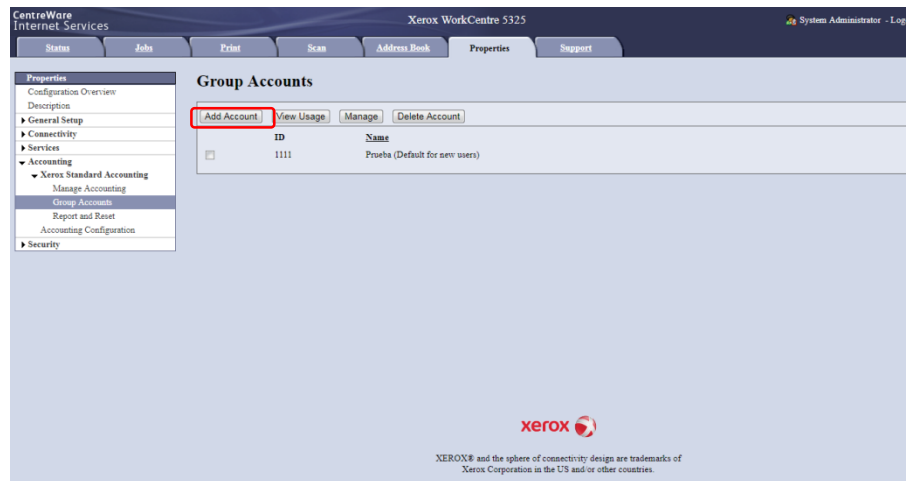 CentreWare
Internet Services
Xerox WorkCentre 5325
System Administrator - Log
Status Jobs Print Scan Address Book Properties Support
Properties
Configuration Overview
Description
General Setup
Connectivity
Services
Accounting
Xerox Standard Accounting
Manage Accounting
Group Accounts
Report and Reset
Accounting Configuration
Security
Group Accounts
Add Account View Usage Manage Delete Account
ID Name
1111 Prueba (Default for new users)
xerox
XEROX® and the sphere of connectivity design are trademarks of
Xerox Corporation in the US and/or other countries.